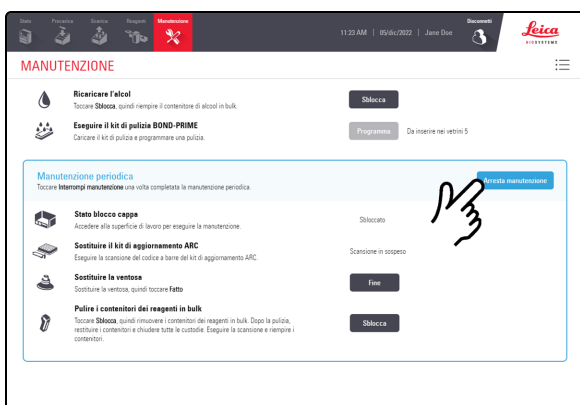 Stato Precarica Scarico Reagenti Manutenzione Disconnetti
11:23 AM | 05/dic/2022 | Jane Doe
Leica
BIOSYSTEMS
MANUTENZIONE
Ricaricare l'alcol
Toccare Sblocca, quindi riempire il contenitore di alcool in bulk.
Sblocca
Eseguire il kit di pulizia BOND-PRIME
Caricare il kit di pulizia e programmare una pulizia.
Programma Da inserire nei vetrini 5
Manutenzione periodica
Toccare Interrompi manutenzione una volta completata la manutenzione periodica.
Arresta manutenzione
Stato blocco cappa
Accedere alla superficie di lavoro per eseguire la manutenzione.
Sbloccato
Sostituire il kit di aggiornamento ARC
Eseguire la scansione del codice a barre del kit di aggiornamento ARC.
Scansione in sospeso
Sostituire la ventosa
Sostituire la ventosa, quindi toccare Fatto
Fine
Pulire i contenitori dei reagenti in bulk
Toccare Sblocca, quindi rimuovere i contenitori dei reagenti in bulk. Dopo la pulizia,
restituire i contenitori e chiudere tutte le custodie. Eseguire la scansione e riempire i
contenitori.
Sblocca